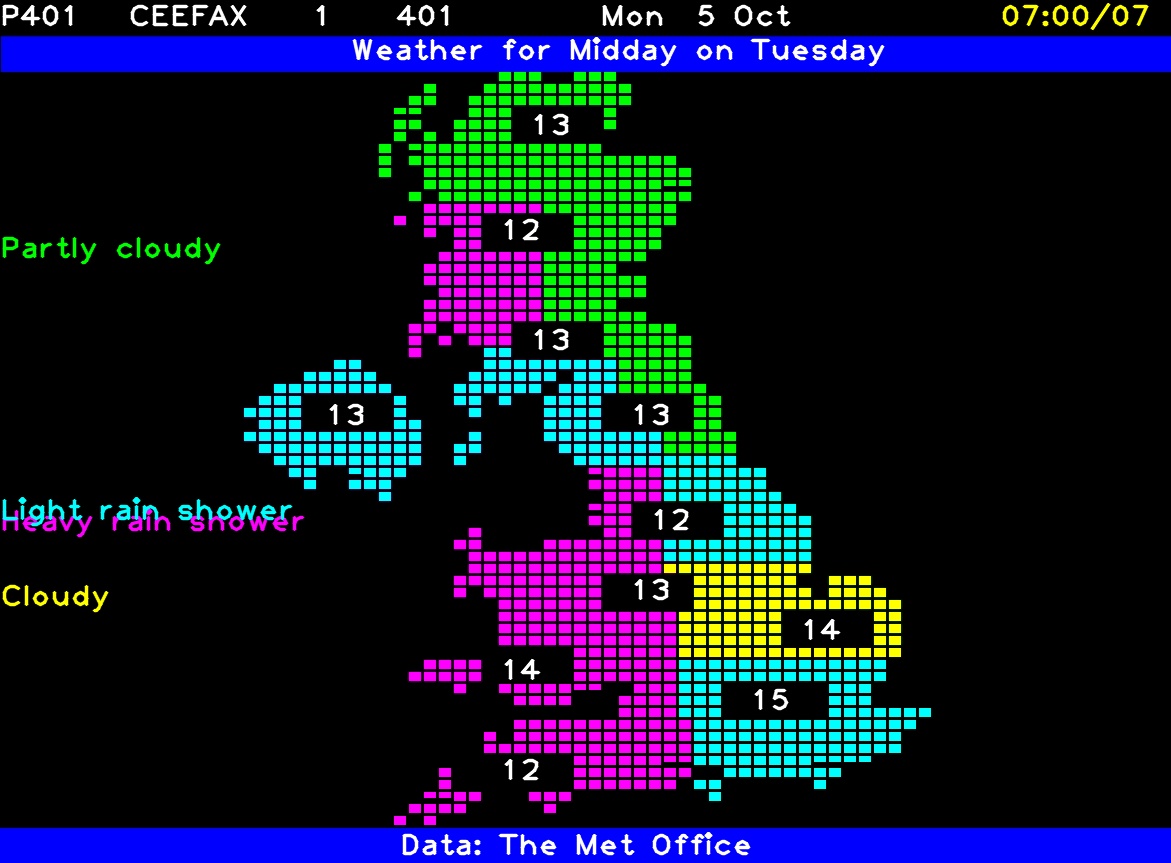 P401 CEEFAX 1 401 Mon 5 Oct 07:00/07
Weather for Midday on Tuesday
13
12
Partly cloudy
13
13 13
Light rain shower
Heavy rain shower
12
13
Cloudy
14
14
15
12
Data: The Met Office